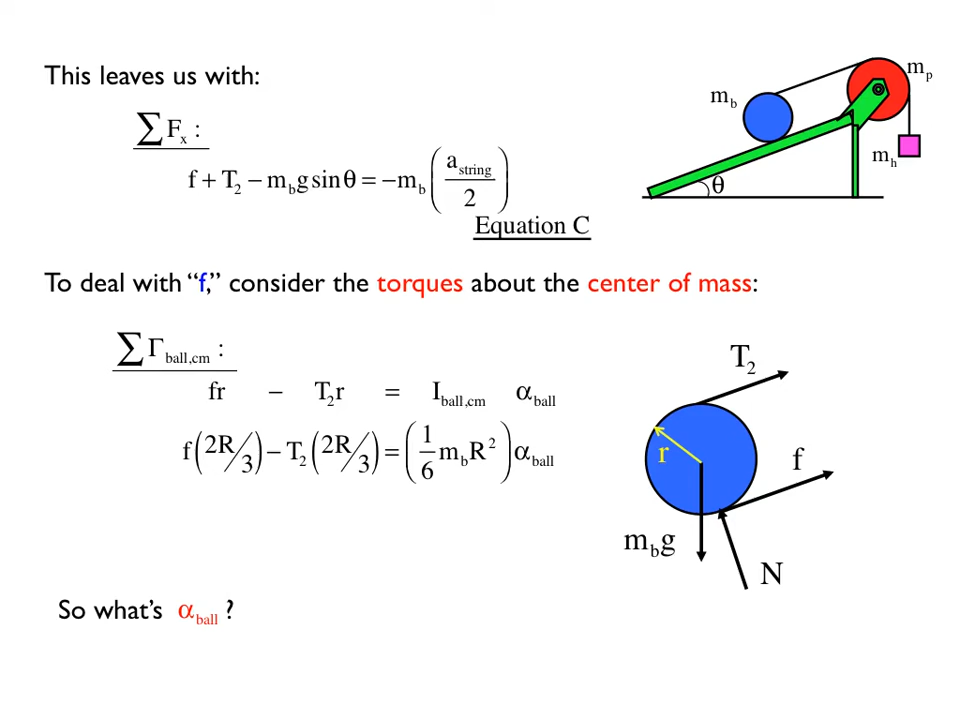 This leaves us with:
∑F_x :
f + T_2 − m_b g sin θ = −m_b (a_string / 2)
Equation C
m_b
m_p
m_h
θ
To deal with “f,” consider the torques about the center of mass:
∑Γ_ball,cm :
fr − T_2 r = I_ball,cm α_ball
f(2R/3) − T_2(2R/3) = (1/6 m_b R^2) α_ball
T_2
r
f
m_b g
N
So what’s α_ball ?